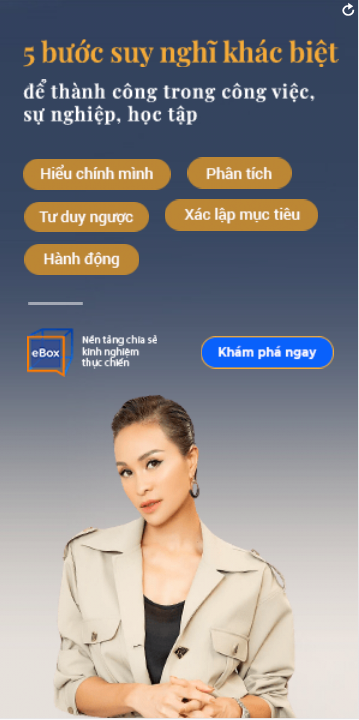 5 bước suy nghĩ khác biệt
để thành công trong công việc,
sự nghiệp, học tập
Hiểu chính mình
Phân tích
Tư duy ngược
Xác lập mục tiêu
Hành động
eBox
Nền tảng chia sẻ
kinh nghiệm
thực chiến
Khám phá ngay